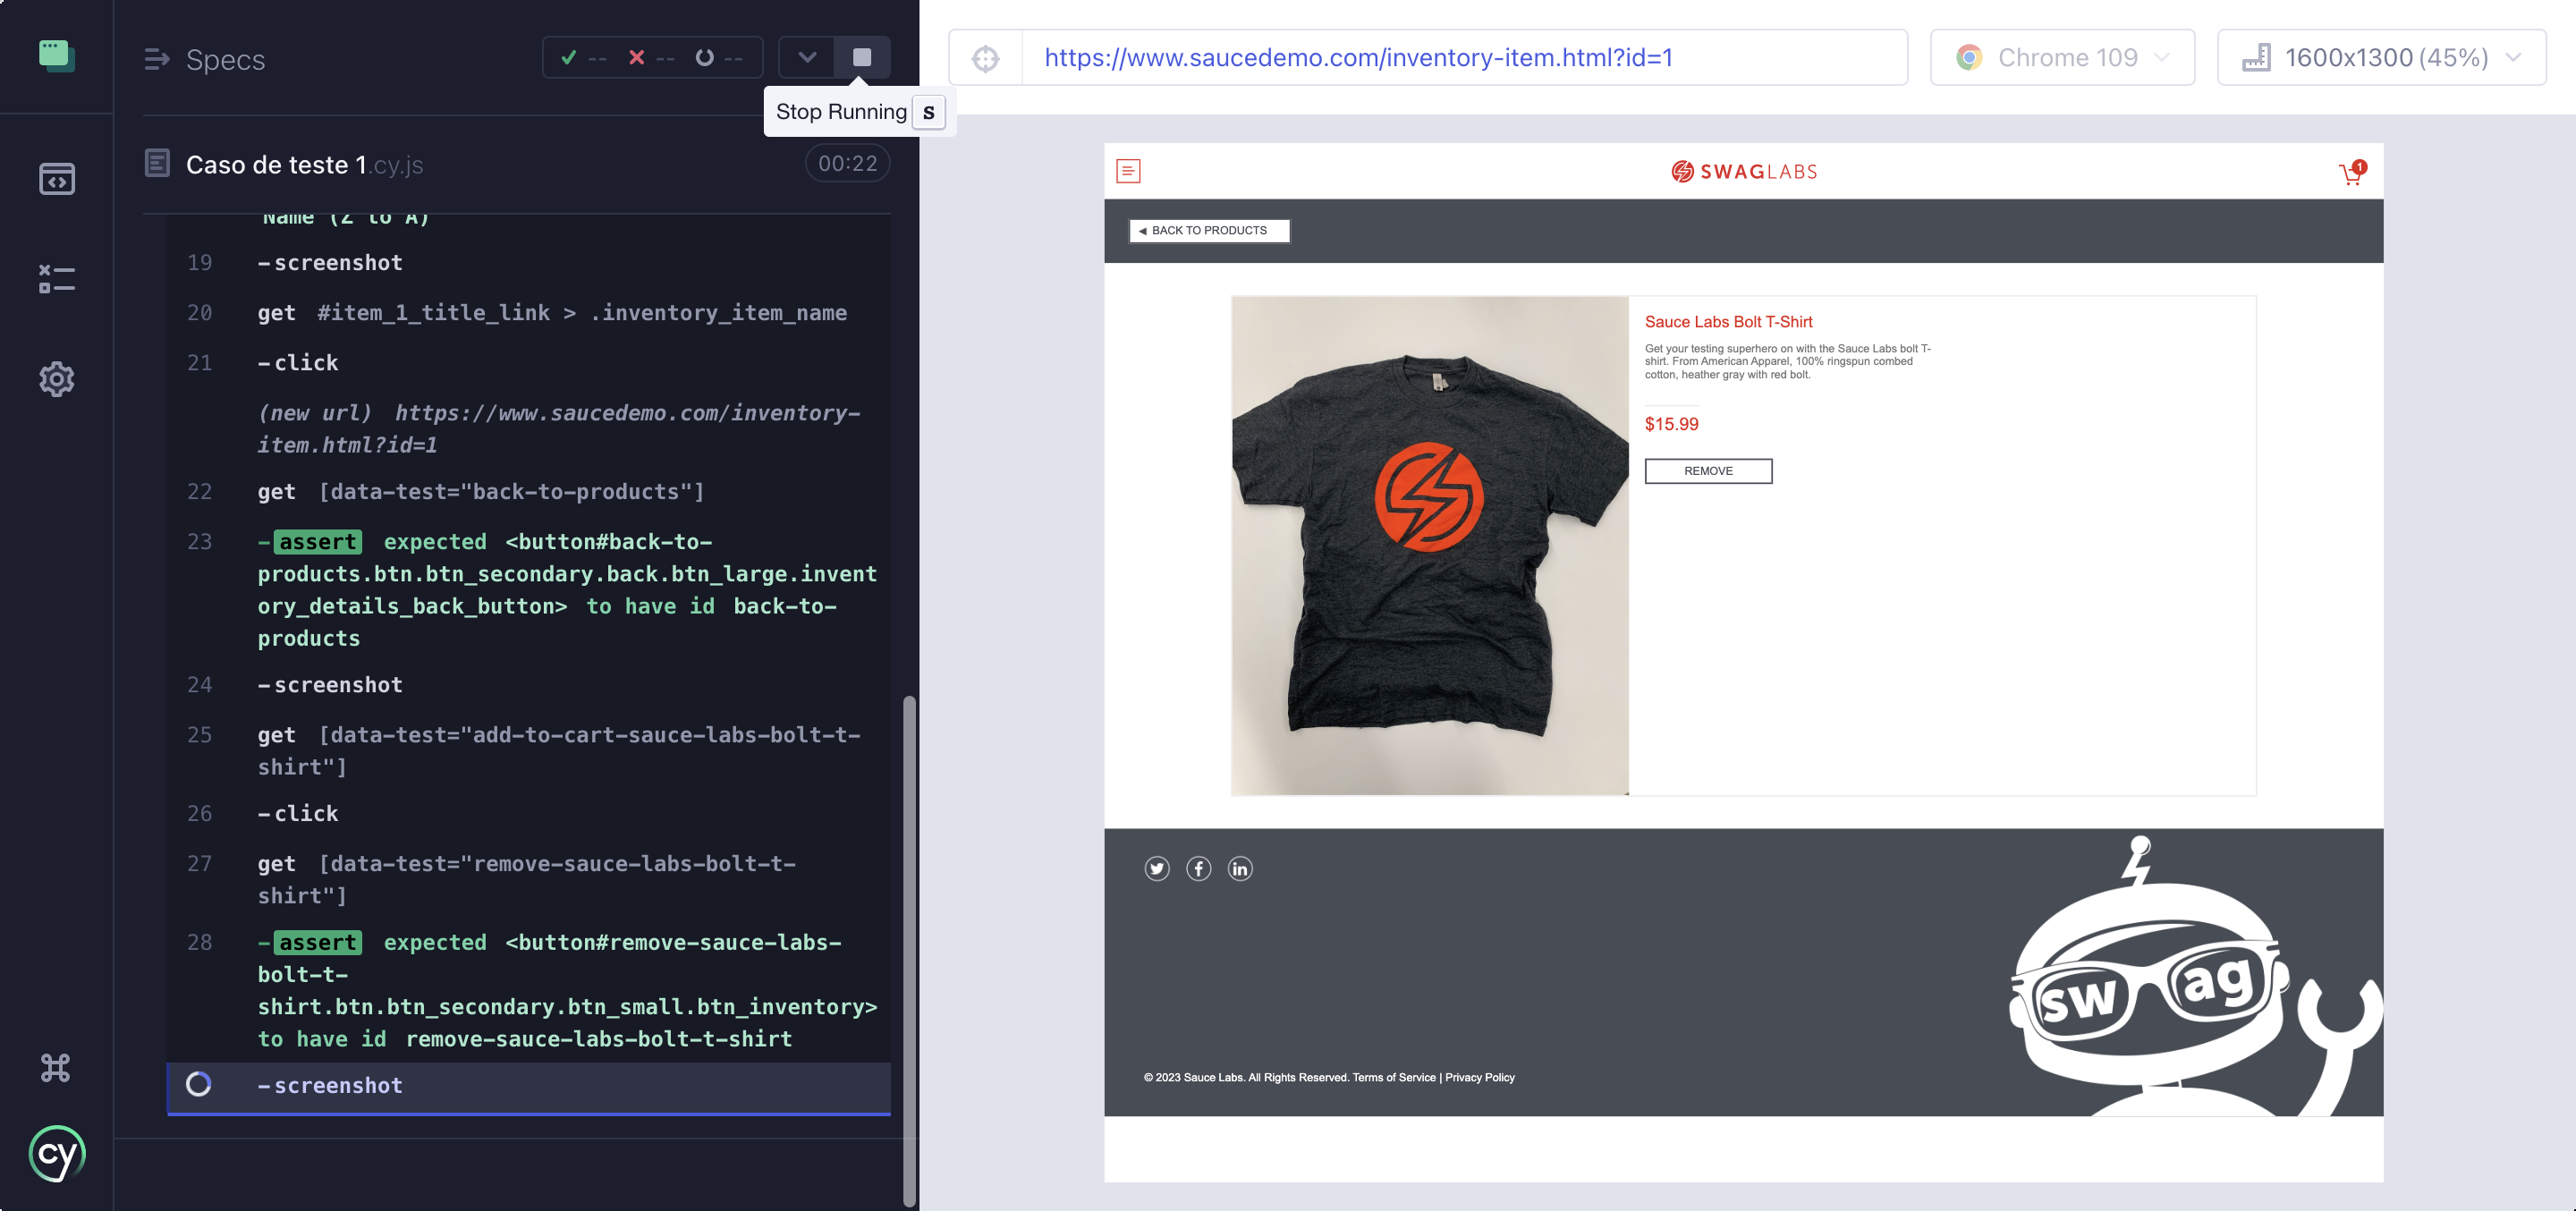 Specs
-- -- --
Stop Running S
Caso de teste 1.cy.js
00:22
Name (Z to A)
19 -screenshot
20 get #item_1_title_link > .inventory_item_name
21 -click
(new url) https://www.saucedemo.com/inventory-
item.html?id=1
22 get [data-test="back-to-products"]
23 -assert expected <button#back-to-
products.btn.btn_secondary.back.btn_large.invent
ory_details_back_button> to have id back-to-
products
24 -screenshot
25 get [data-test="add-to-cart-sauce-labs-bolt-t-
shirt"]
26 -click
27 get [data-test="remove-sauce-labs-bolt-t-
shirt"]
28 -assert expected <button#remove-sauce-labs-
bolt-t-
shirt.btn.btn_secondary.btn_small.btn_inventory>
to have id remove-sauce-labs-bolt-t-shirt
-screenshot
cy
https://www.saucedemo.com/inventory-item.html?id=1
Chrome 109
1600x1300 (45%)
SWAGLABS
1
BACK TO PRODUCTS
Sauce Labs Bolt T-Shirt
Get your testing superhero on with the Sauce Labs bolt T-
shirt. From American Apparel, 100% ringspun combed
cotton, heather gray with red bolt.
$15.99
REMOVE
sw ag
© 2023 Sauce Labs. All Rights Reserved. Terms of Service | Privacy Policy